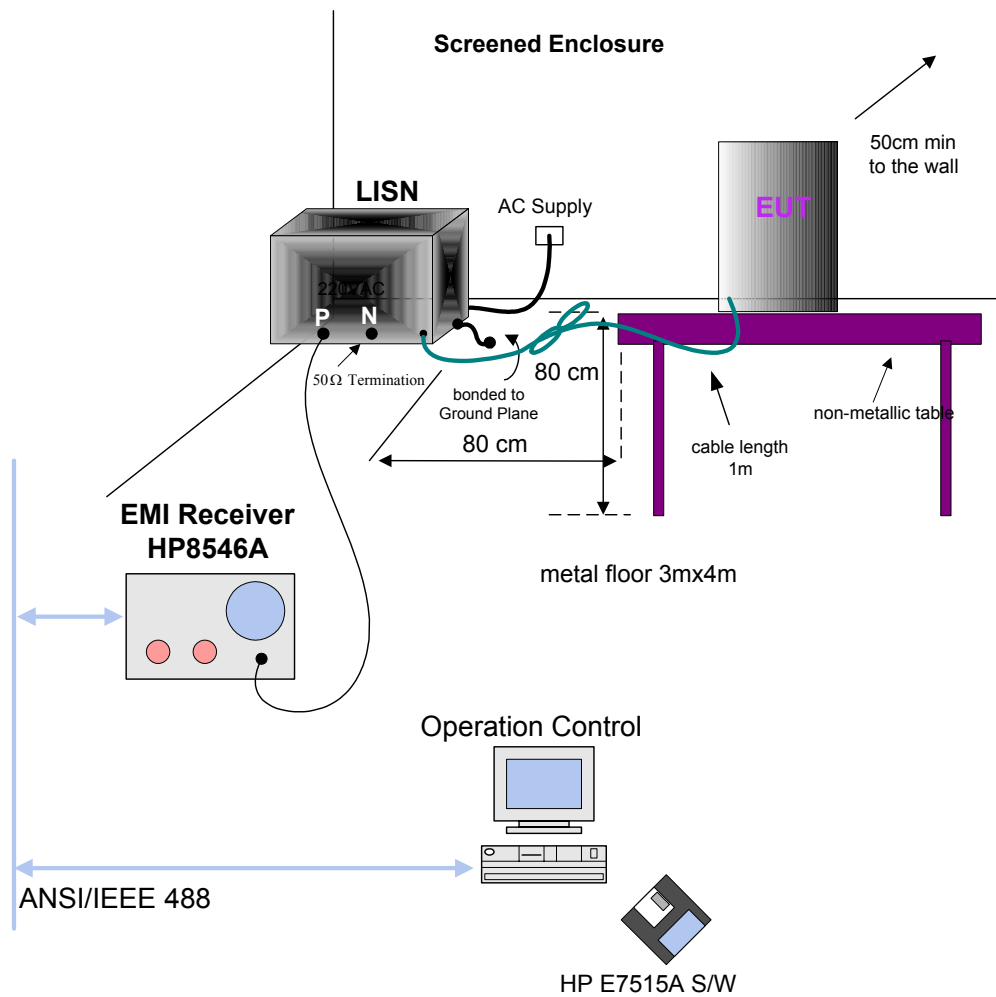 Screened Enclosure
50cm min
to the wall
LISN
AC Supply
EUT
220VAC
P
N
50Ω Termination
bonded to
Ground Plane
80 cm
80 cm
cable length
1m
non-metallic table
EMI Receiver
HP8546A
metal floor 3mx4m
Operation Control
ANSI/IEEE 488
HP E7515A S/W